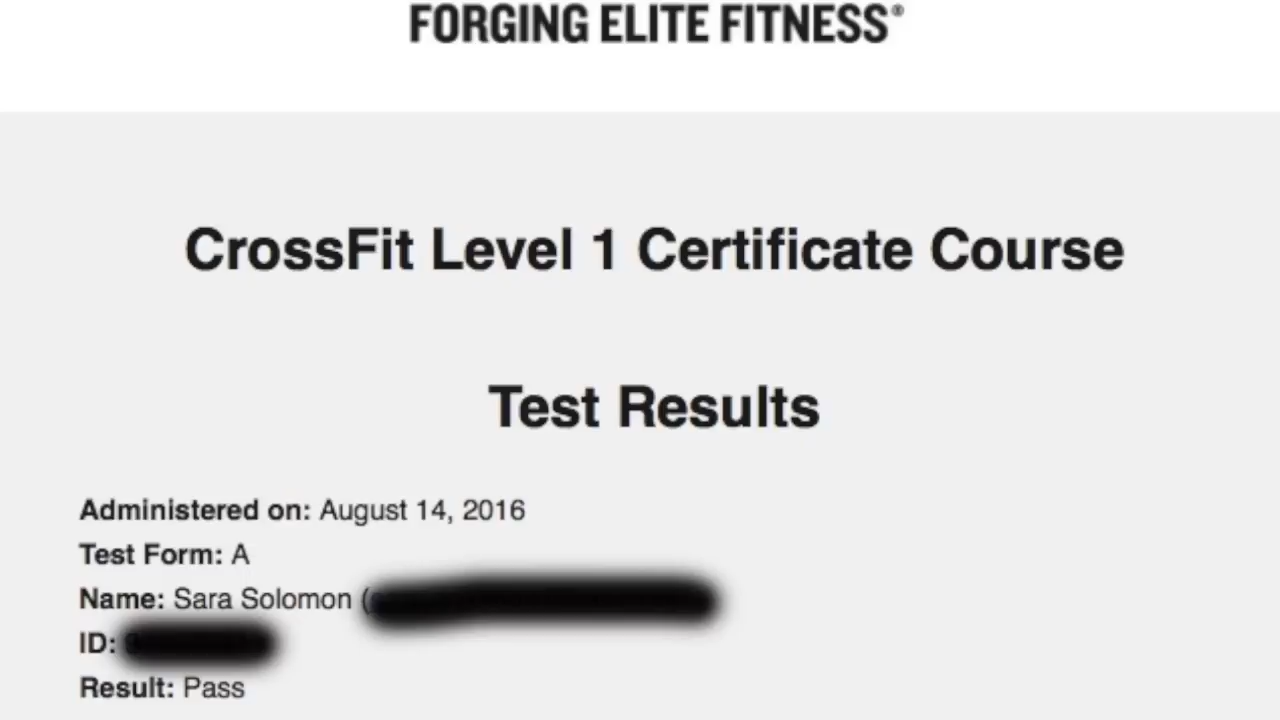 FORGING ELITE FITNESS®
CrossFit Level 1 Certificate Course
Test Results
Administered on: August 14, 2016
Test Form: A
Name: Sara Solomon (
ID:
Result: Pass